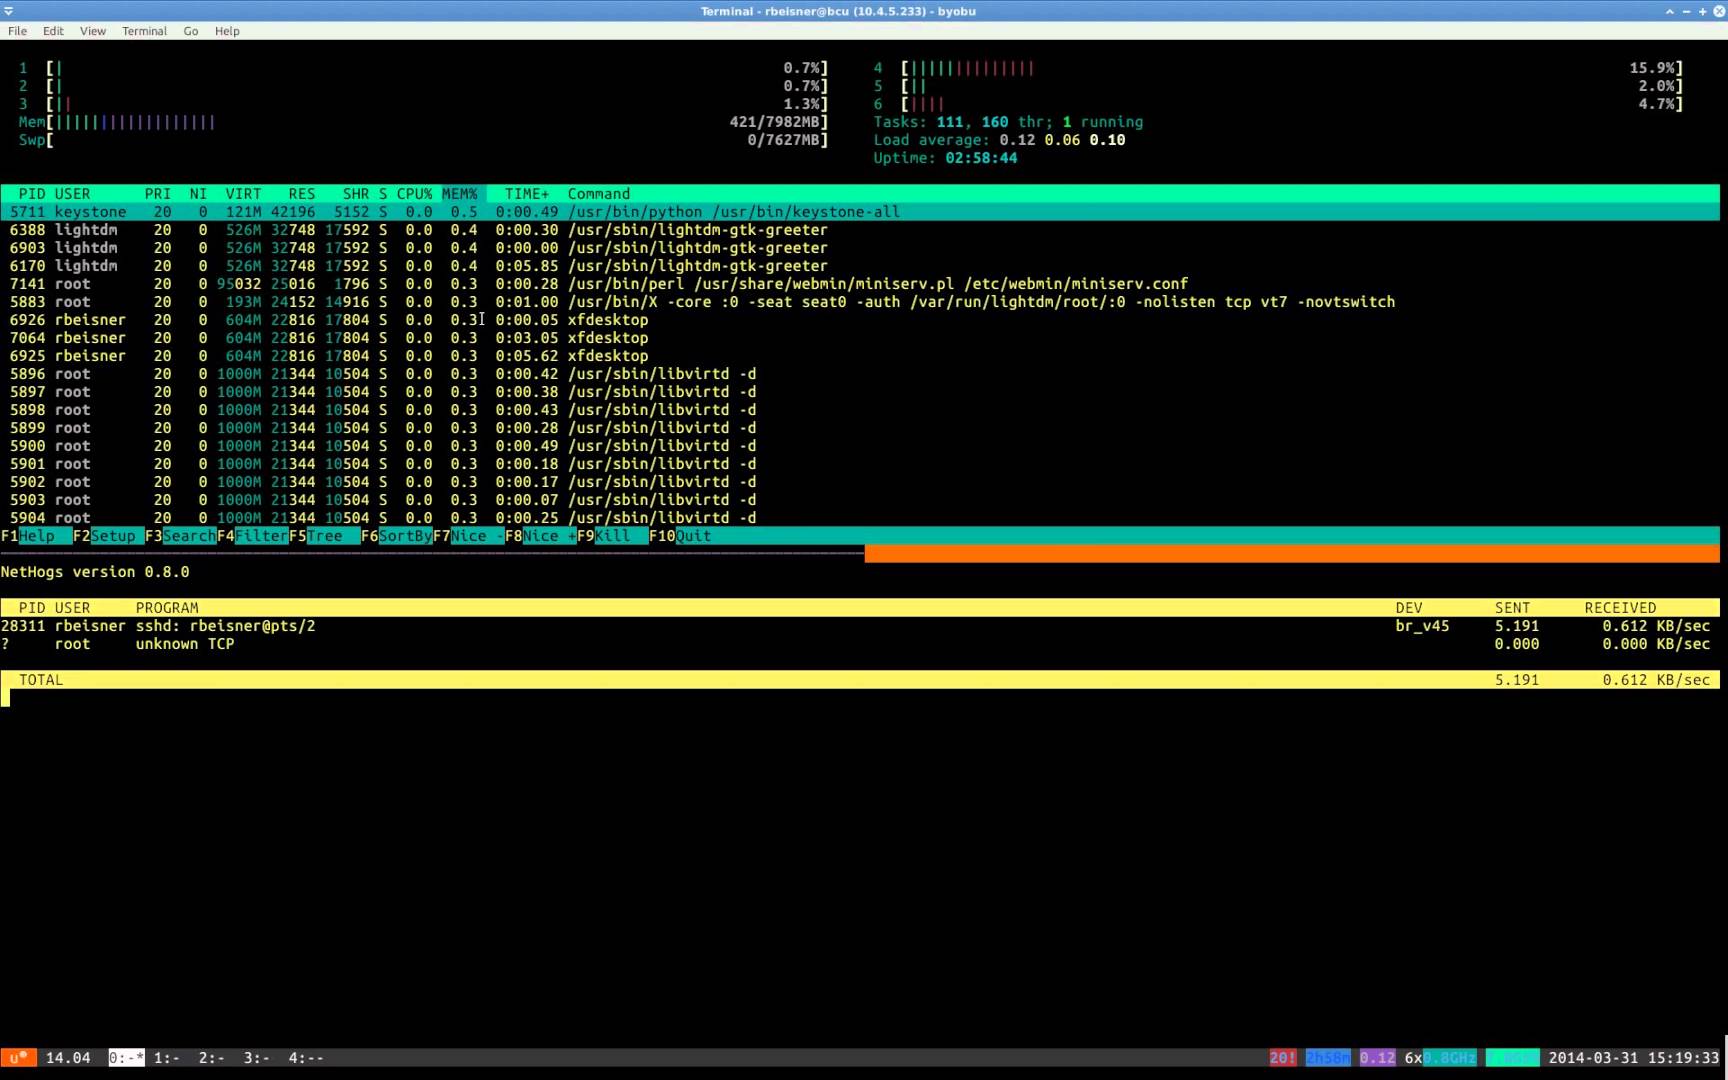 Terminal - rbeisner@bcu (10.4.5.233) - byobu
File Edit View Terminal Go Help
1 [| 0.7%] 4 [|||||||||||||| 15.9%]
2 [| 0.7%] 5 [|| 2.0%]
3 [|| 1.3%] 6 [|||| 4.7%]
Mem[|||||||||||||||||| 421/7982MB] Tasks: 111, 160 thr; 1 running
Swp[ 0/7627MB] Load average: 0.12 0.06 0.10
Uptime: 02:58:44
PID USER PRI NI VIRT RES SHR S CPU% MEM% TIME+ Command
5711 keystone 20 0 121M 42196 5152 S 0.0 0.5 0:00.49 /usr/bin/python /usr/bin/keystone-all
6388 lightdm 20 0 526M 32748 17592 S 0.0 0.4 0:00.30 /usr/sbin/lightdm-gtk-greeter
6903 lightdm 20 0 526M 32748 17592 S 0.0 0.4 0:00.00 /usr/sbin/lightdm-gtk-greeter
6170 lightdm 20 0 526M 32748 17592 S 0.0 0.4 0:05.85 /usr/sbin/lightdm-gtk-greeter
7141 root 20 0 95032 25016 1796 S 0.0 0.3 0:00.28 /usr/bin/perl /usr/share/webmin/miniserv.pl /etc/webmin/miniserv.conf
5883 root 20 0 193M 24152 14916 S 0.0 0.3 0:01.00 /usr/bin/X -core :0 -seat seat0 -auth /var/run/lightdm/root/:0 -nolisten tcp vt7 -novtswitch
6926 rbeisner 20 0 604M 22816 17804 S 0.0 0.3 0:00.05 xfdesktop
7064 rbeisner 20 0 604M 22816 17804 S 0.0 0.3 0:03.05 xfdesktop
6925 rbeisner 20 0 604M 22816 17804 S 0.0 0.3 0:05.62 xfdesktop
5896 root 20 0 1000M 21344 10504 S 0.0 0.3 0:00.42 /usr/sbin/libvirtd -d
5897 root 20 0 1000M 21344 10504 S 0.0 0.3 0:00.38 /usr/sbin/libvirtd -d
5898 root 20 0 1000M 21344 10504 S 0.0 0.3 0:00.43 /usr/sbin/libvirtd -d
5899 root 20 0 1000M 21344 10504 S 0.0 0.3 0:00.28 /usr/sbin/libvirtd -d
5900 root 20 0 1000M 21344 10504 S 0.0 0.3 0:00.49 /usr/sbin/libvirtd -d
5901 root 20 0 1000M 21344 10504 S 0.0 0.3 0:00.18 /usr/sbin/libvirtd -d
5902 root 20 0 1000M 21344 10504 S 0.0 0.3 0:00.17 /usr/sbin/libvirtd -d
5903 root 20 0 1000M 21344 10504 S 0.0 0.3 0:00.07 /usr/sbin/libvirtd -d
5904 root 20 0 1000M 21344 10504 S 0.0 0.3 0:00.25 /usr/sbin/libvirtd -d
F1Help F2Setup F3SearchF4FilterF5Tree F6SortByF7Nice -F8Nice +F9Kill F10Quit
NetHogs version 0.8.0
PID USER PROGRAM DEV SENT RECEIVED
28311 rbeisner sshd: rbeisner@pts/2 br_v45 5.191 0.612 KB/sec
? root unknown TCP 0.000 0.000 KB/sec
TOTAL 5.191 0.612 KB/sec
u 14.04 0:-* 1:- 2:- 3:- 4:-- 20! 2h58m 0.12 6x0.8GHz 2014-03-31 15:19:33